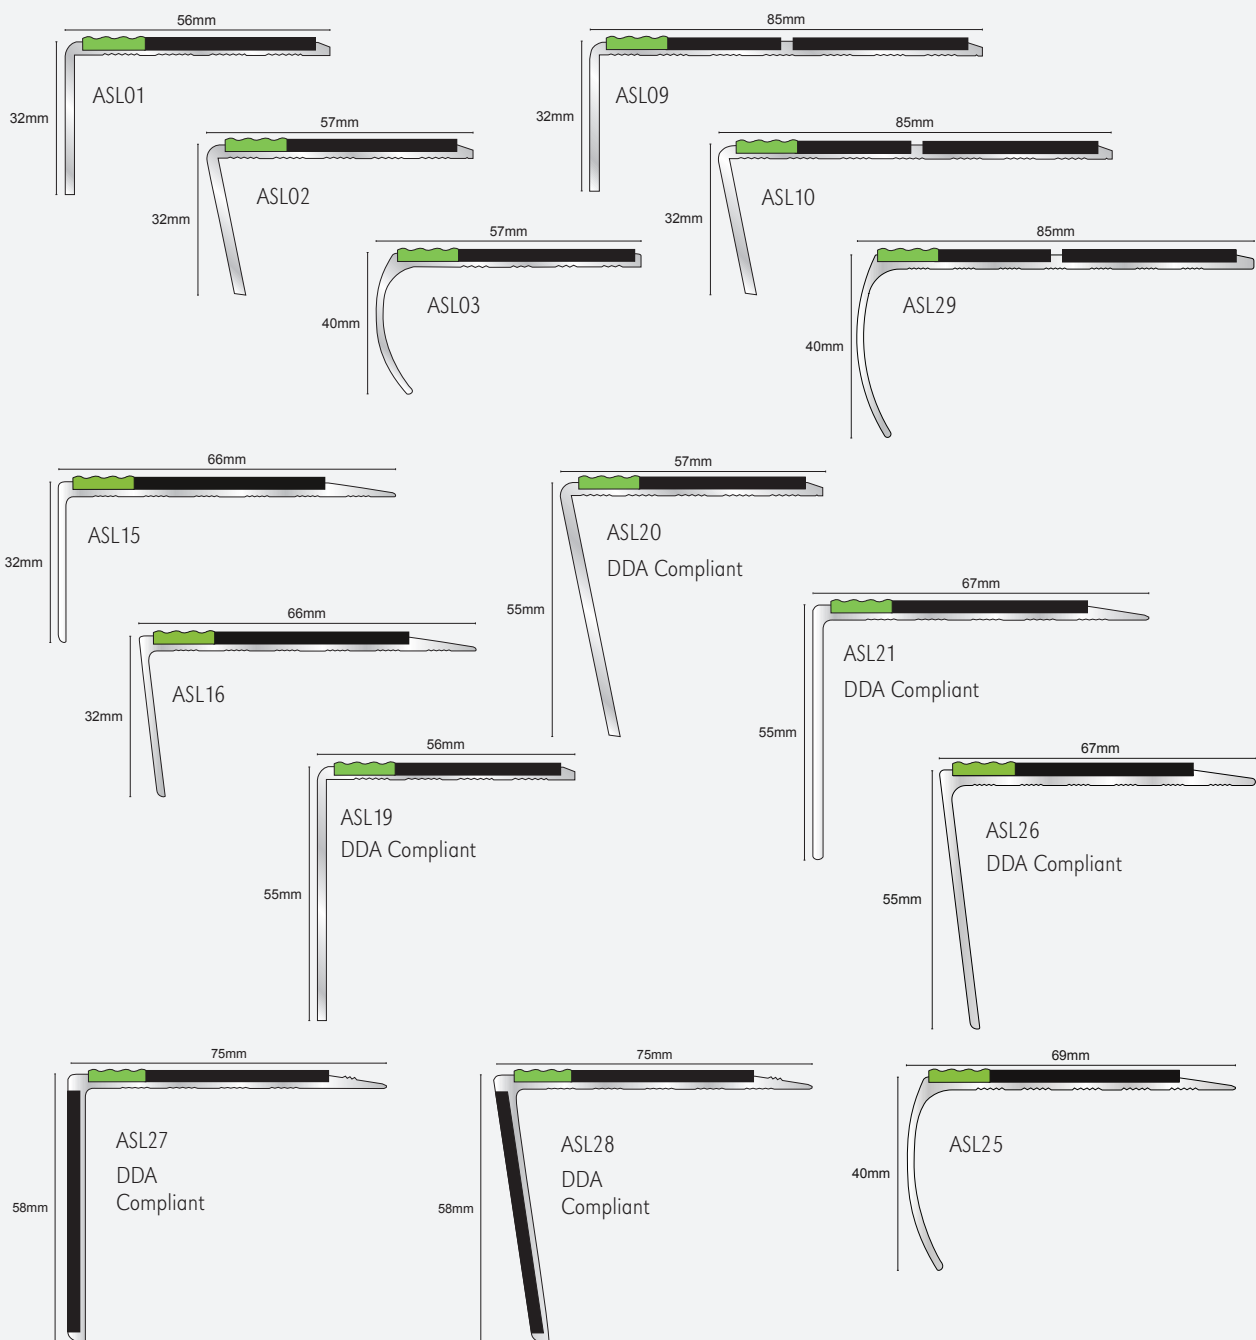 56mm
32mm
ASL01
85mm
32mm
ASL09
57mm
32mm
ASL02
85mm
32mm
ASL10
57mm
40mm
ASL03
85mm
40mm
ASL29
66mm
32mm
ASL15
57mm
55mm
ASL20
DDA Compliant
66mm
32mm
ASL16
67mm
55mm
ASL21
DDA Compliant
56mm
55mm
ASL19
DDA Compliant
67mm
55mm
ASL26
DDA Compliant
75mm
58mm
ASL27
DDA
Compliant
75mm
58mm
ASL28
DDA
Compliant
69mm
40mm
ASL25